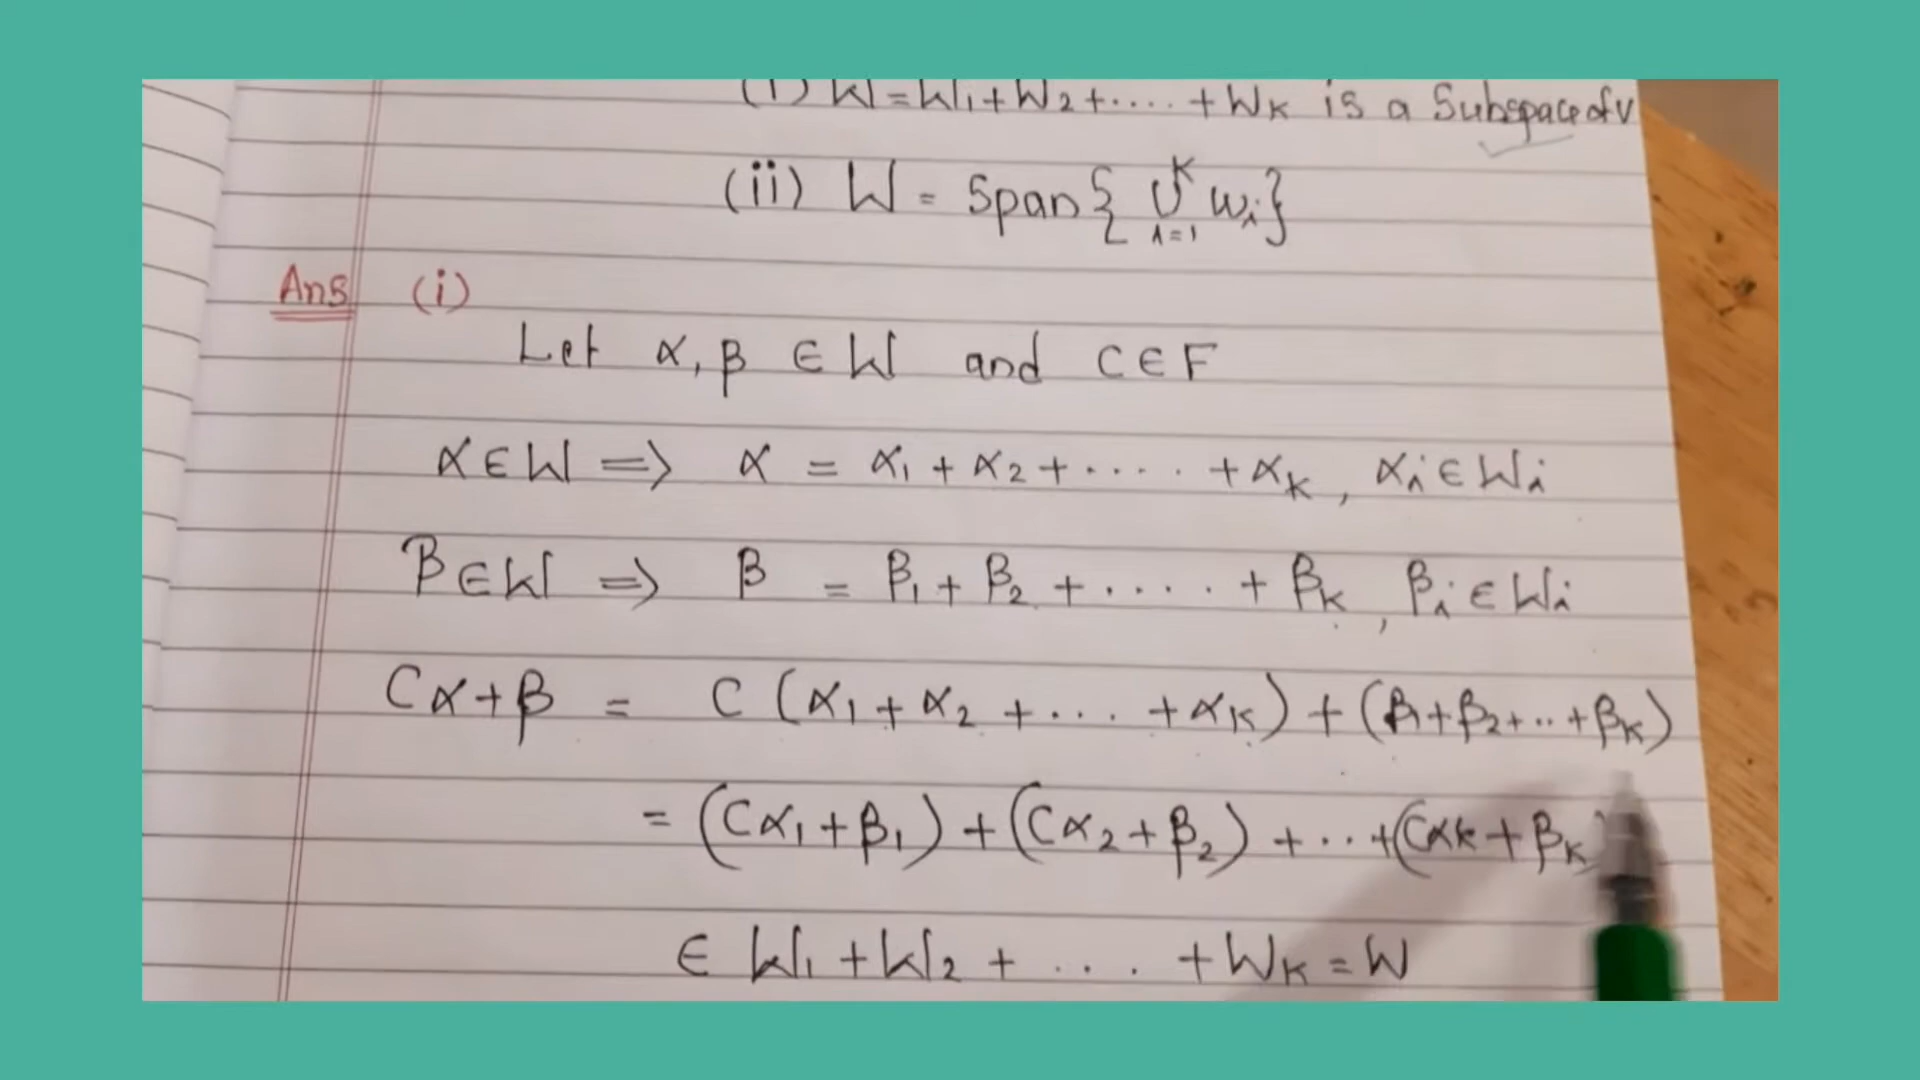 (i) W = W₁ + W₂ + .... + Wₖ is a Subspace of V
(ii) W = Span { ⋃ᵏᵢ₌₁ Wᵢ }
Ans (i)
Let α, β ∈ W and C ∈ F
α ∈ W => α = α₁ + α₂ + ..... + αₖ , αᵢ ∈ Wᵢ
β ∈ W => β = β₁ + β₂ + ..... + βₖ , βᵢ ∈ Wᵢ
Cα + β = C (α₁ + α₂ + .... + αₖ) + (β₁ + β₂ + .. + βₖ)
= (Cα₁ + β₁) + (Cα₂ + β₂) + ... + (Cαₖ + βₖ)
∈ W₁ + W₂ + .... + Wₖ = W